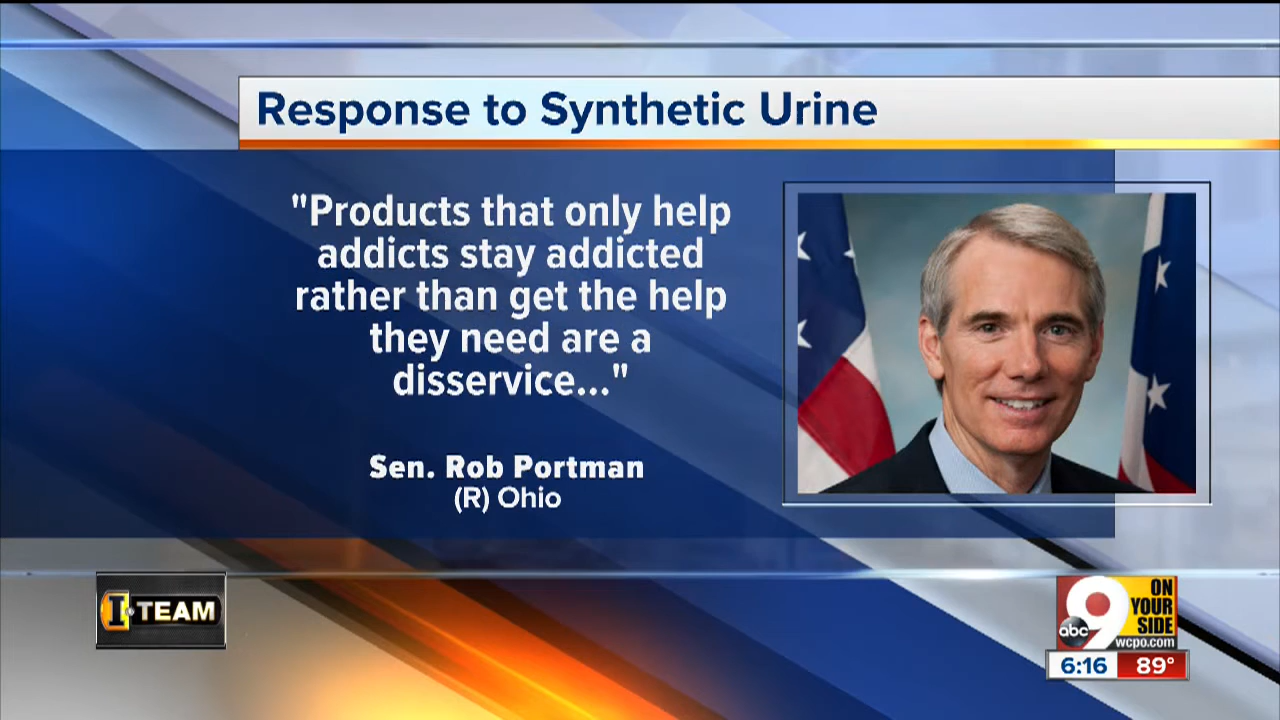 Response to Synthetic Urine
"Products that only help
addicts stay addicted
rather than get the help
they need are a
disservice..."
Sen. Rob Portman
(R) Ohio
I-TEAM
abc 9 ON
YOUR
SIDE
wcpo.com
6:16 89°